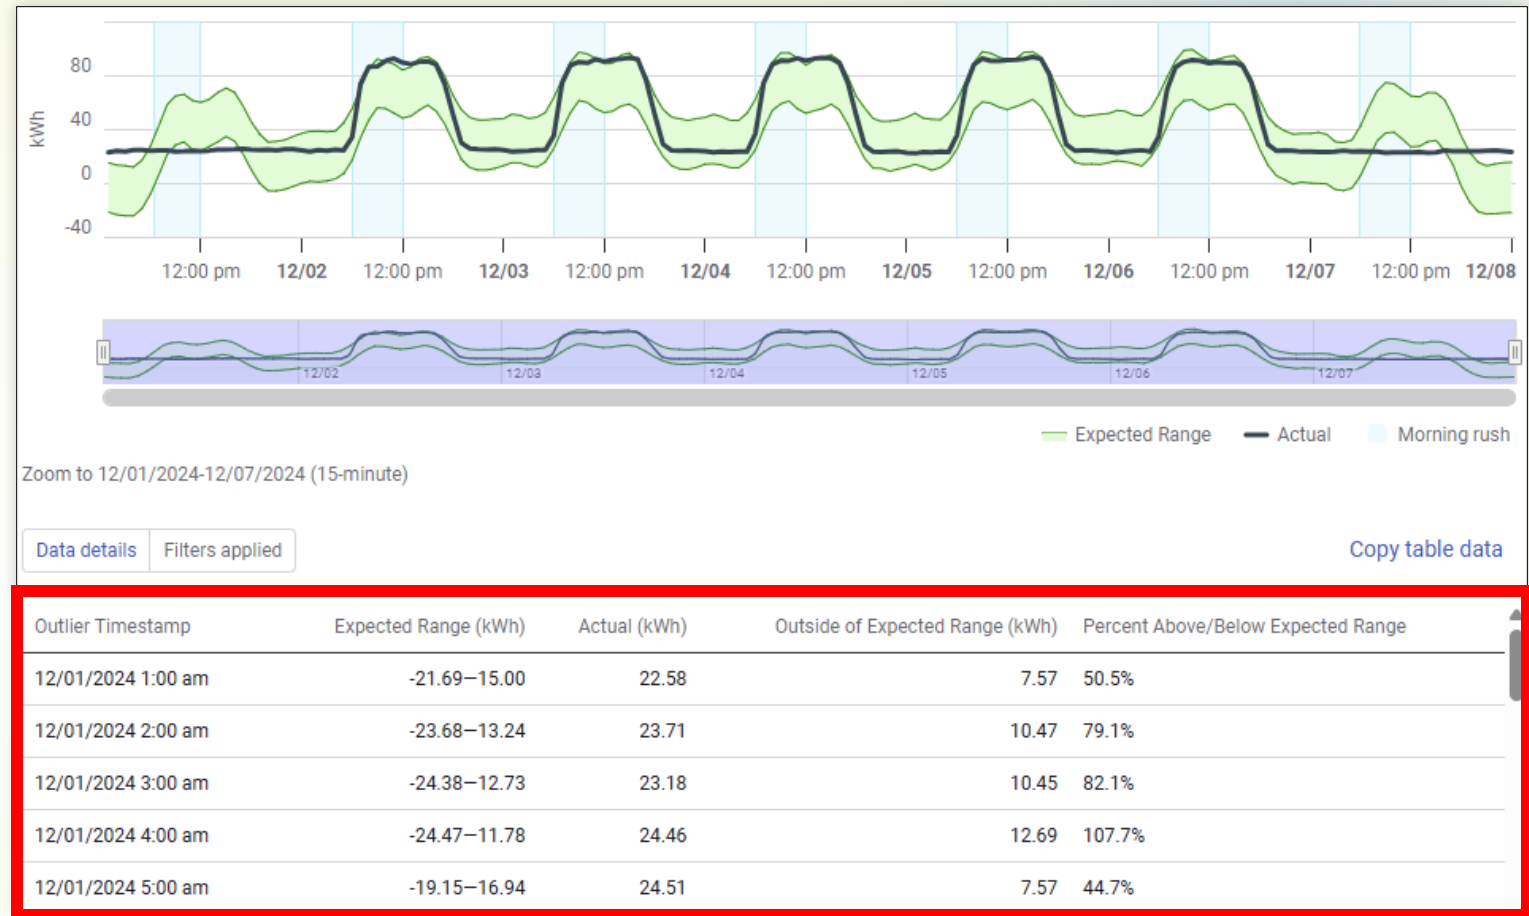 80
40
kWh
0
-40
12:00 pm 12/02 12:00 pm 12/03 12:00 pm 12/04 12:00 pm 12/05 12:00 pm 12/06 12:00 pm 12/07 12:00 pm 12/08
12/02 12/03 12/04 12/05 12/06 12/07
Expected Range Actual Morning rush
Zoom to 12/01/2024-12/07/2024 (15-minute)
Data details Filters applied Copy table data
Outlier Timestamp Expected Range (kWh) Actual (kWh) Outside of Expected Range (kWh) Percent Above/Below Expected Range
12/01/2024 1:00 am -21.69—15.00 22.58 7.57 50.5%
12/01/2024 2:00 am -23.68—13.24 23.71 10.47 79.1%
12/01/2024 3:00 am -24.38—12.73 23.18 10.45 82.1%
12/01/2024 4:00 am -24.47—11.78 24.46 12.69 107.7%
12/01/2024 5:00 am -19.15—16.94 24.51 7.57 44.7%